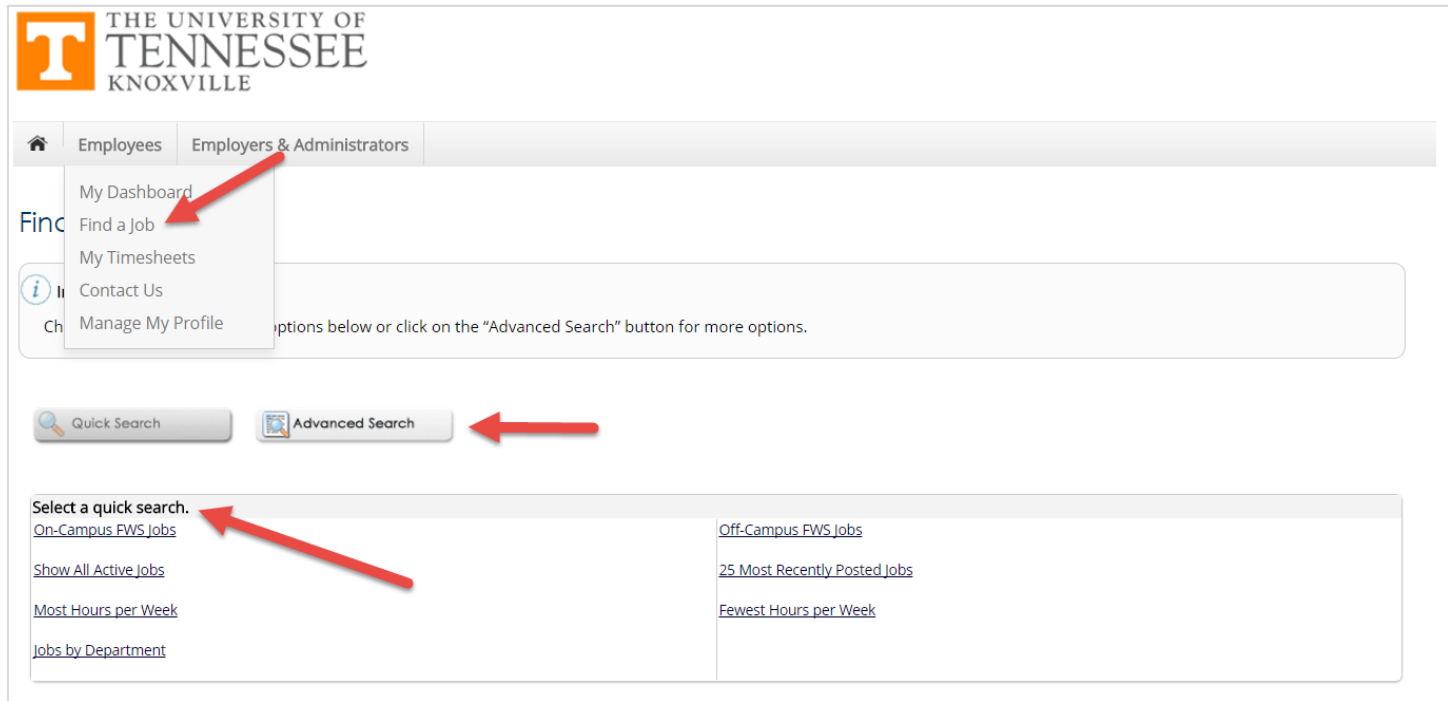 THE UNIVERSITY OF
TENNESSEE
KNOXVILLE
Employees Employers & Administrators
My Dashboard
Find a Job
My Timesheets
Contact Us
Manage My Profile
options below or click on the “Advanced Search” button for more options.
Quick Search Advanced Search
Select a quick search.
On-Campus FWS Jobs Off-Campus FWS Jobs
Show All Active Jobs 25 Most Recently Posted Jobs
Most Hours per Week Fewest Hours per Week
Jobs by Department